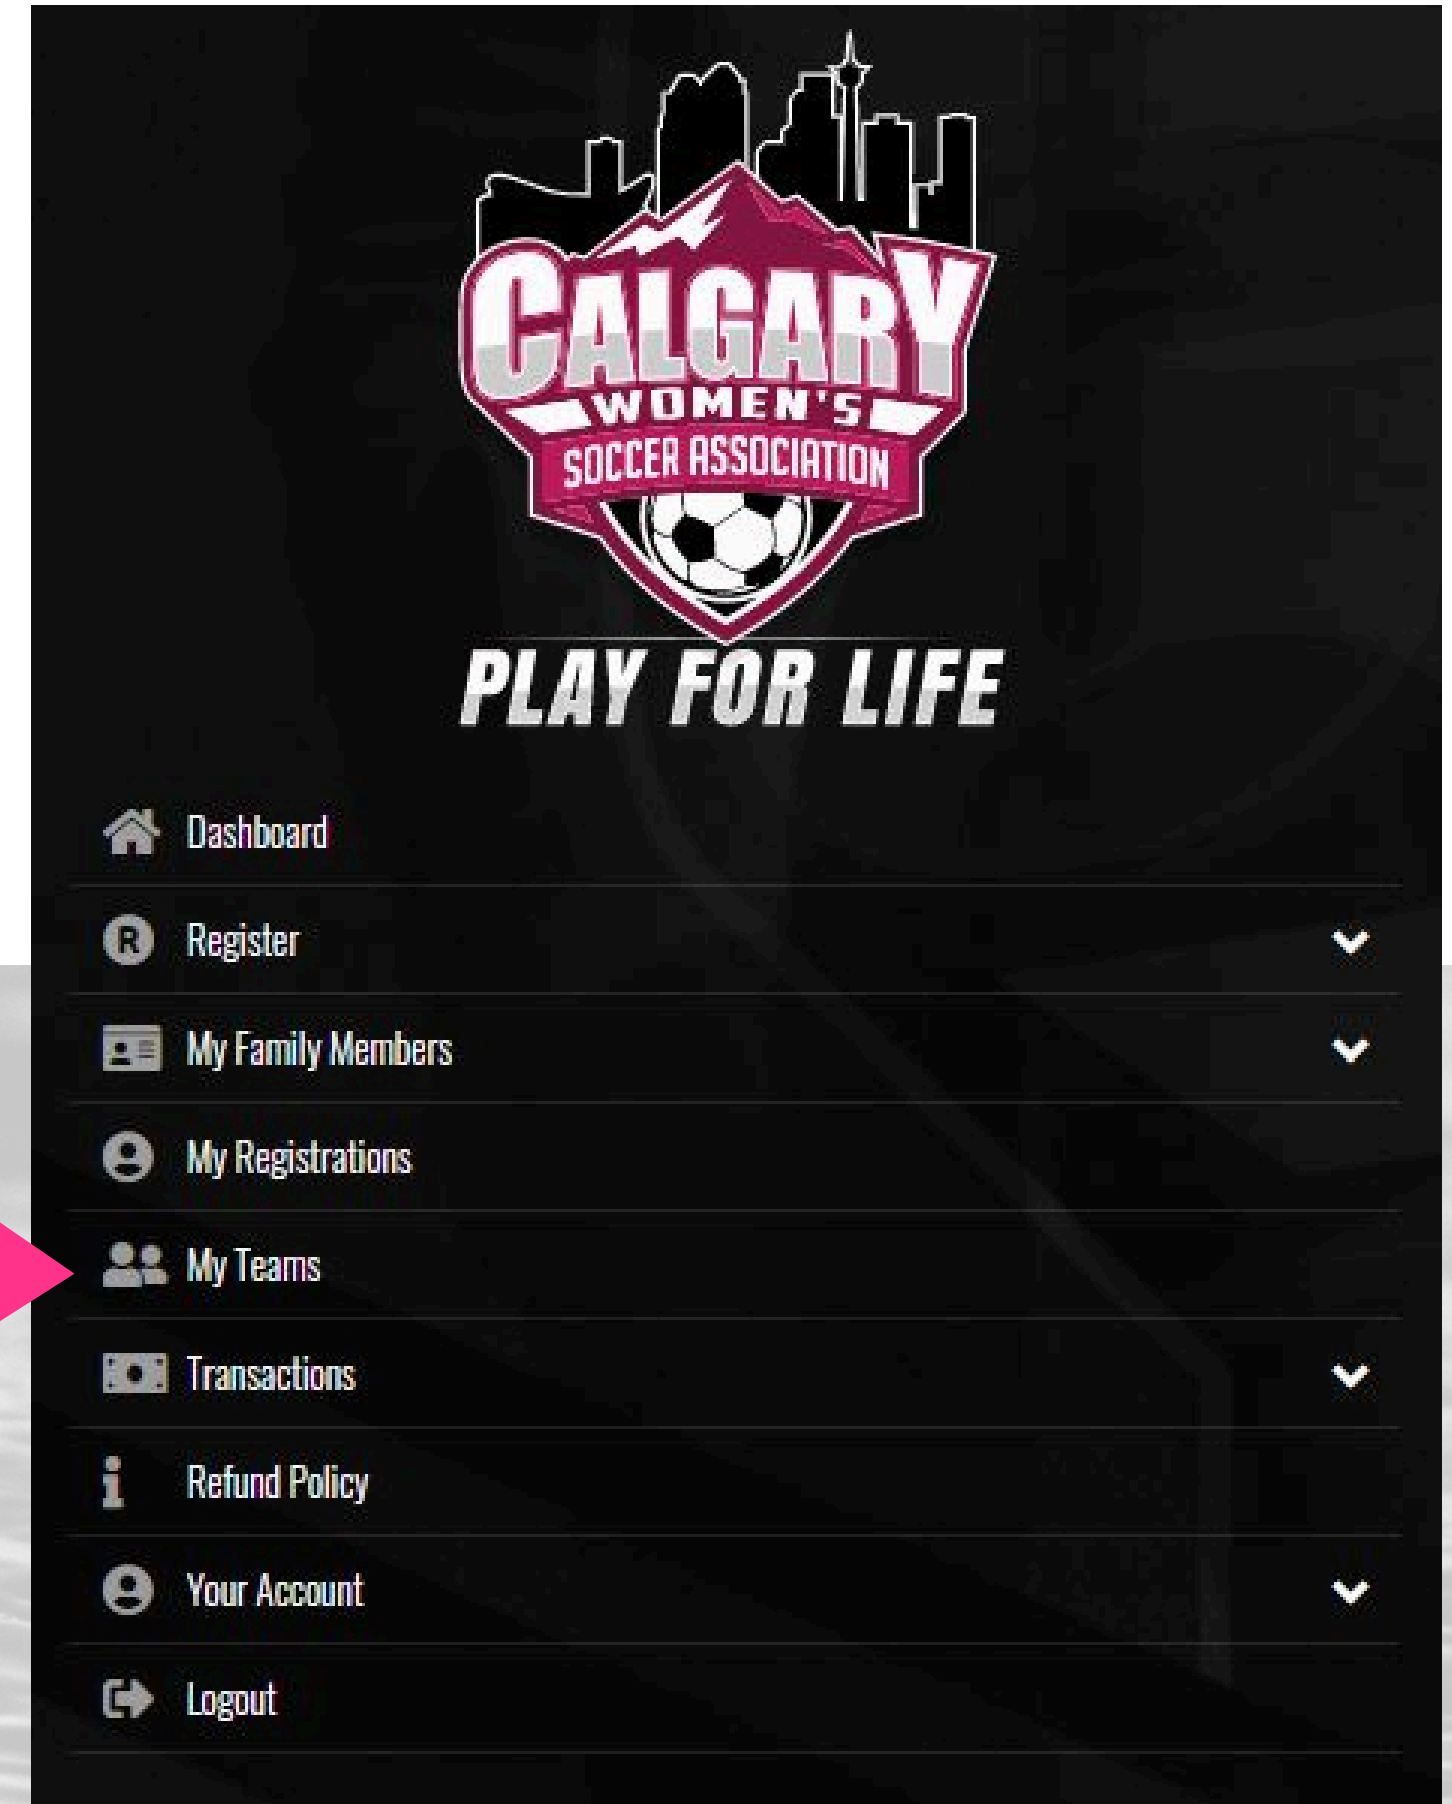 CALGARY
WOMEN'S
SOCCER ASSOCIATION
PLAY FOR LIFE
Dashboard
R Register
My Family Members
My Registrations
My Teams
Transactions
Refund Policy
Your Account
Logout